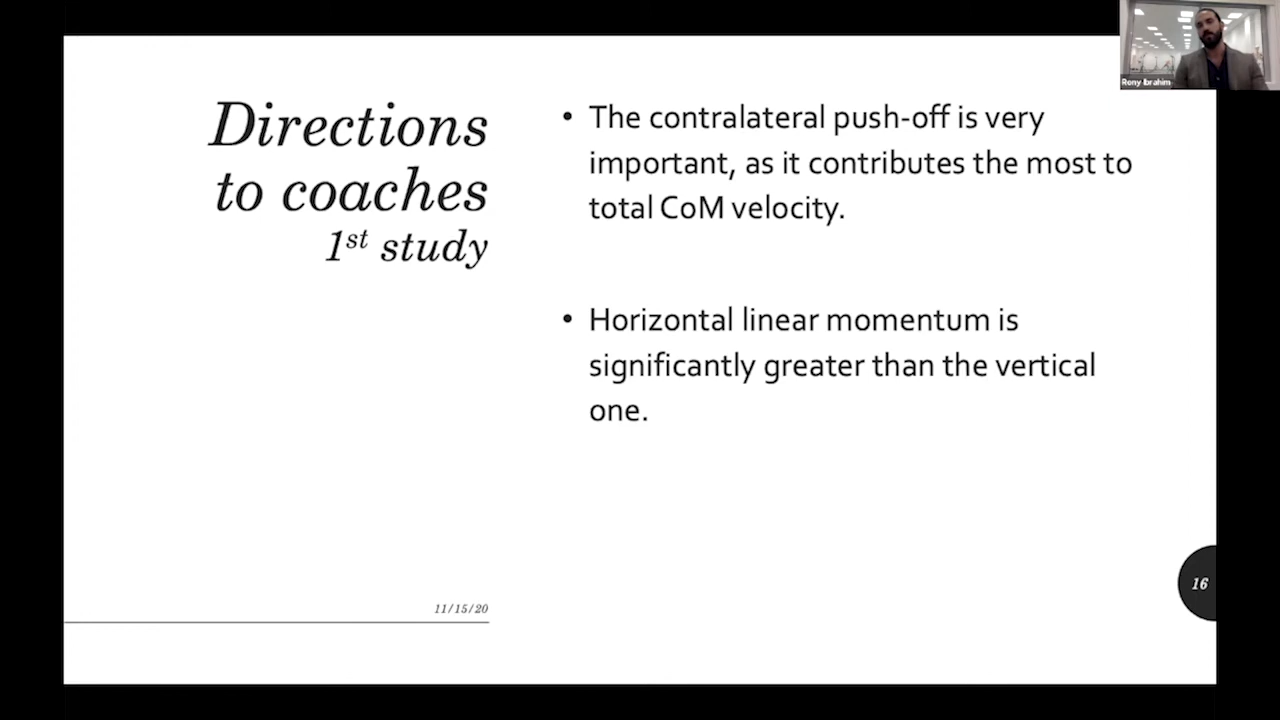 Directions
to coaches
1st study
• The contralateral push-off is very
important, as it contributes the most to
total CoM velocity.
• Horizontal linear momentum is
significantly greater than the vertical
one.
11/15/20
16
Rony Ibrahim